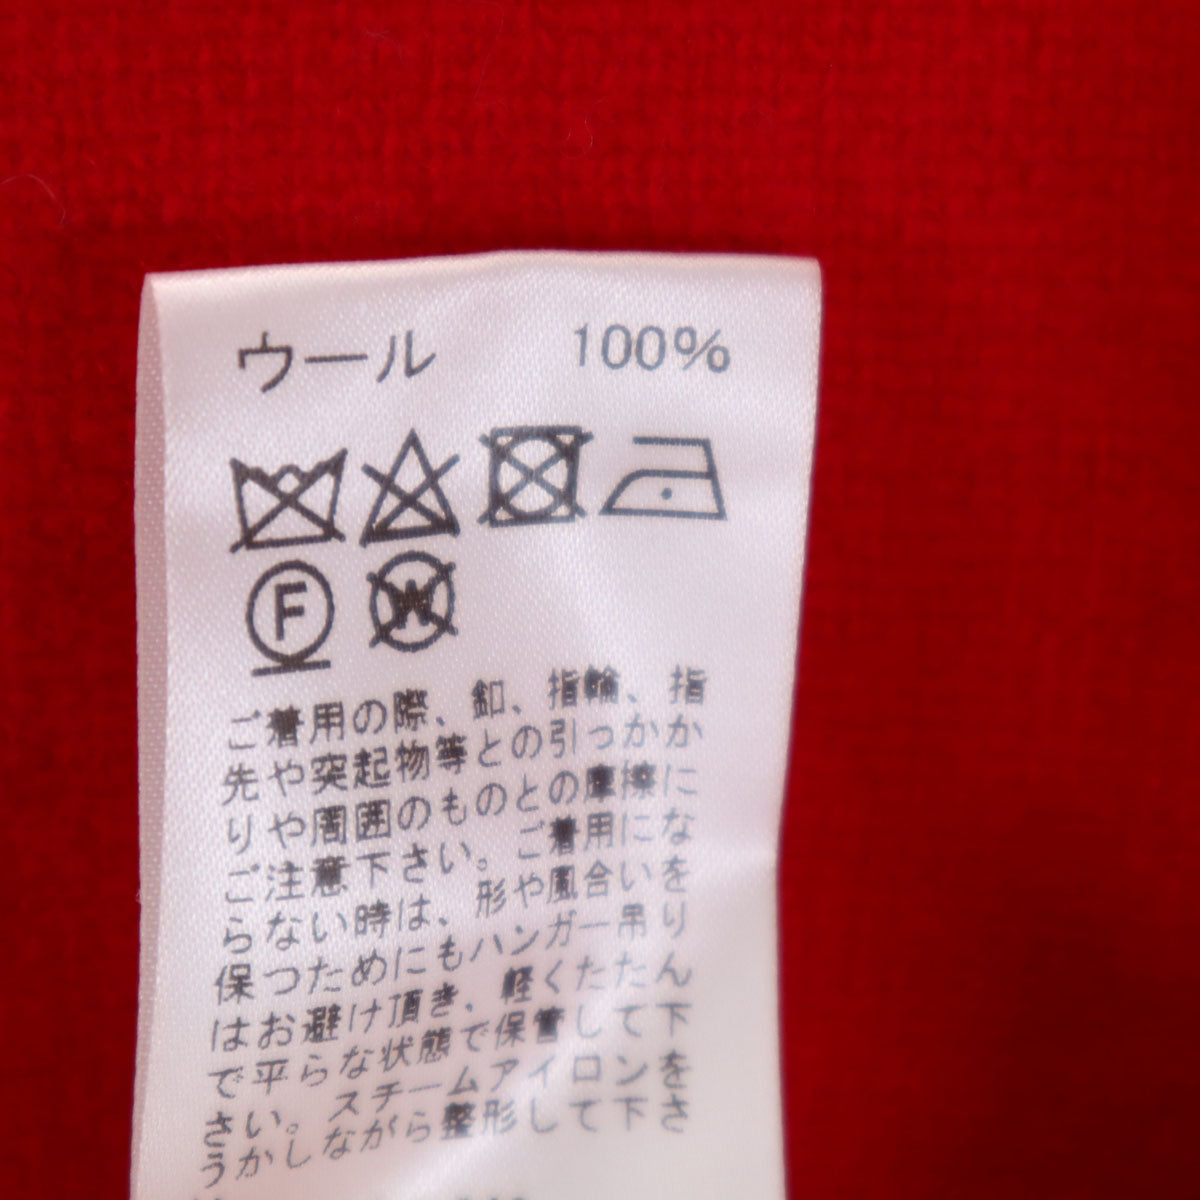 ウール 100%
F W
ご着用の際、釦、指輪、指
先や突起物等との引っかか
りや周囲のものとの摩擦に
ご注意下さい。ご着用にな
らない時は、形や風合いを
保つためにもハンガー吊り
はお避け頂き、軽くたたん
で平らな状態で保管して下
さい。スチームアイロンを
うかしながら整形して下さ